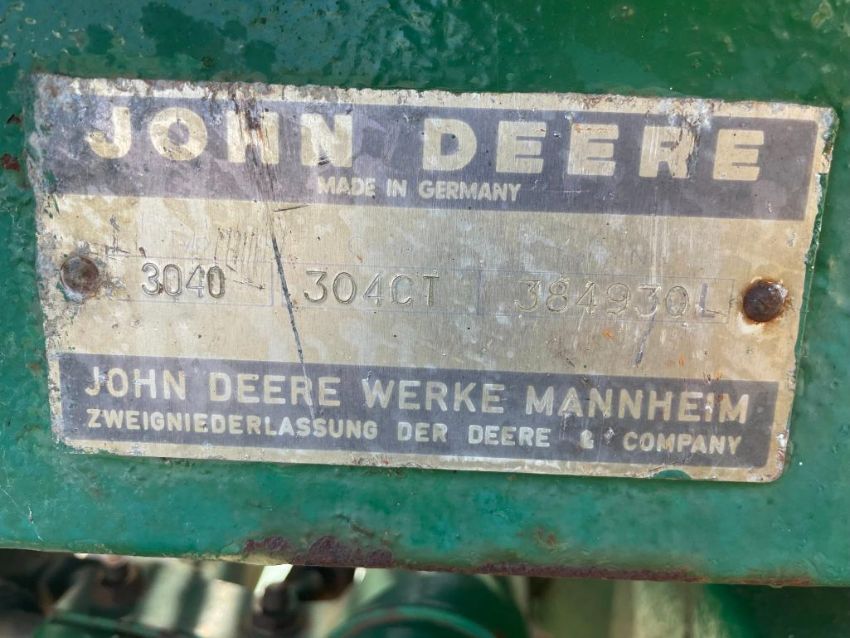 JOHN DEERE
MADE IN GERMANY
3040 304CT 384930L
JOHN DEERE WERKE MANNHEIM
ZWEIGNIEDERLASSUNG DER DEERE & COMPANY